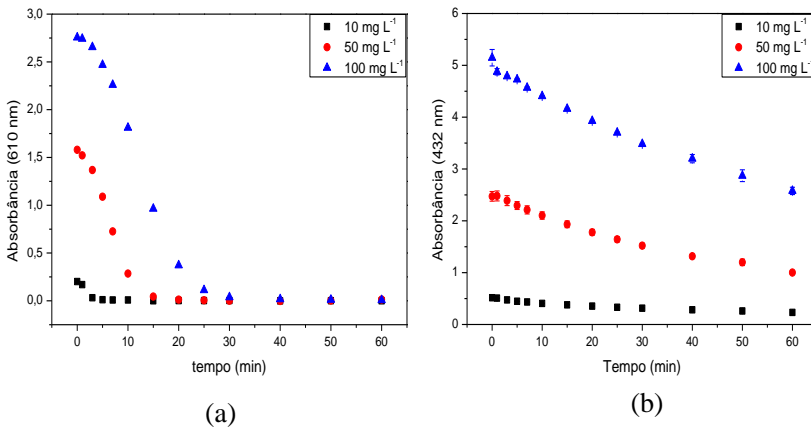 3,0
2,5
2,0
1,5
1,0
0,5
0,0
Absorbância (610 nm)
10 mg L⁻¹
50 mg L⁻¹
100 mg L⁻¹
0 10 20 30 40 50 60
tempo (min)
(a)
6
5
4
3
2
1
0
Absorbância (432 nm)
10 mg L⁻¹
50 mg L⁻¹
100 mg L⁻¹
0 10 20 30 40 50 60
Tempo (min)
(b)